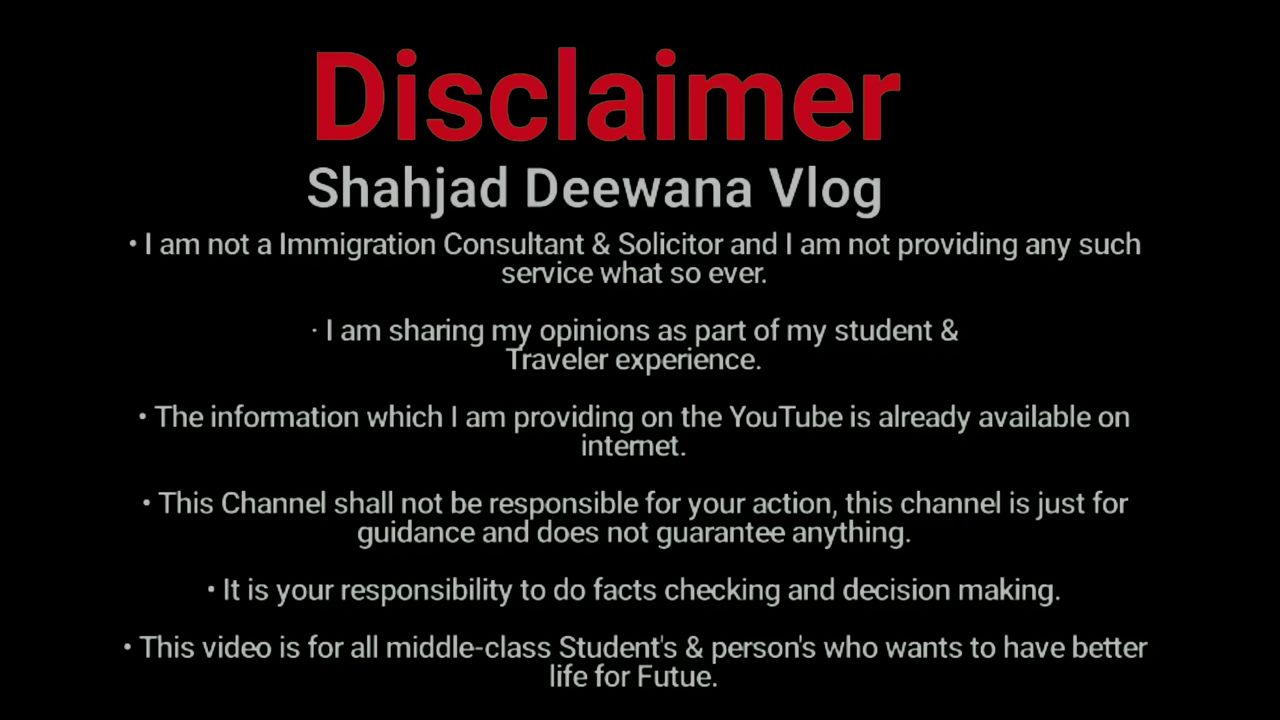 Disclaimer
Shahjad Deewana Vlog
• I am not a Immigration Consultant & Solicitor and I am not providing any such
service what so ever.
· I am sharing my opinions as part of my student &
Traveler experience.
• The information which I am providing on the YouTube is already available on
internet.
• This Channel shall not be responsible for your action, this channel is just for
guidance and does not guarantee anything.
• It is your responsibility to do facts checking and decision making.
• This video is for all middle-class Student's & person's who wants to have better
life for Futue.